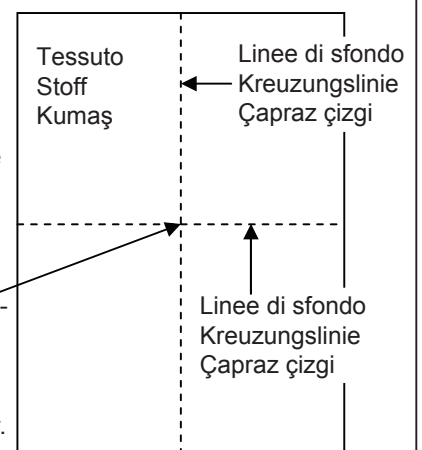 Tessuto
Stoff
Kumaş
Linee di sfondo
Kreuzungslinie
Çapraz çizgi
Linee di sfondo
Kreuzungslinie
Çapraz çizgi